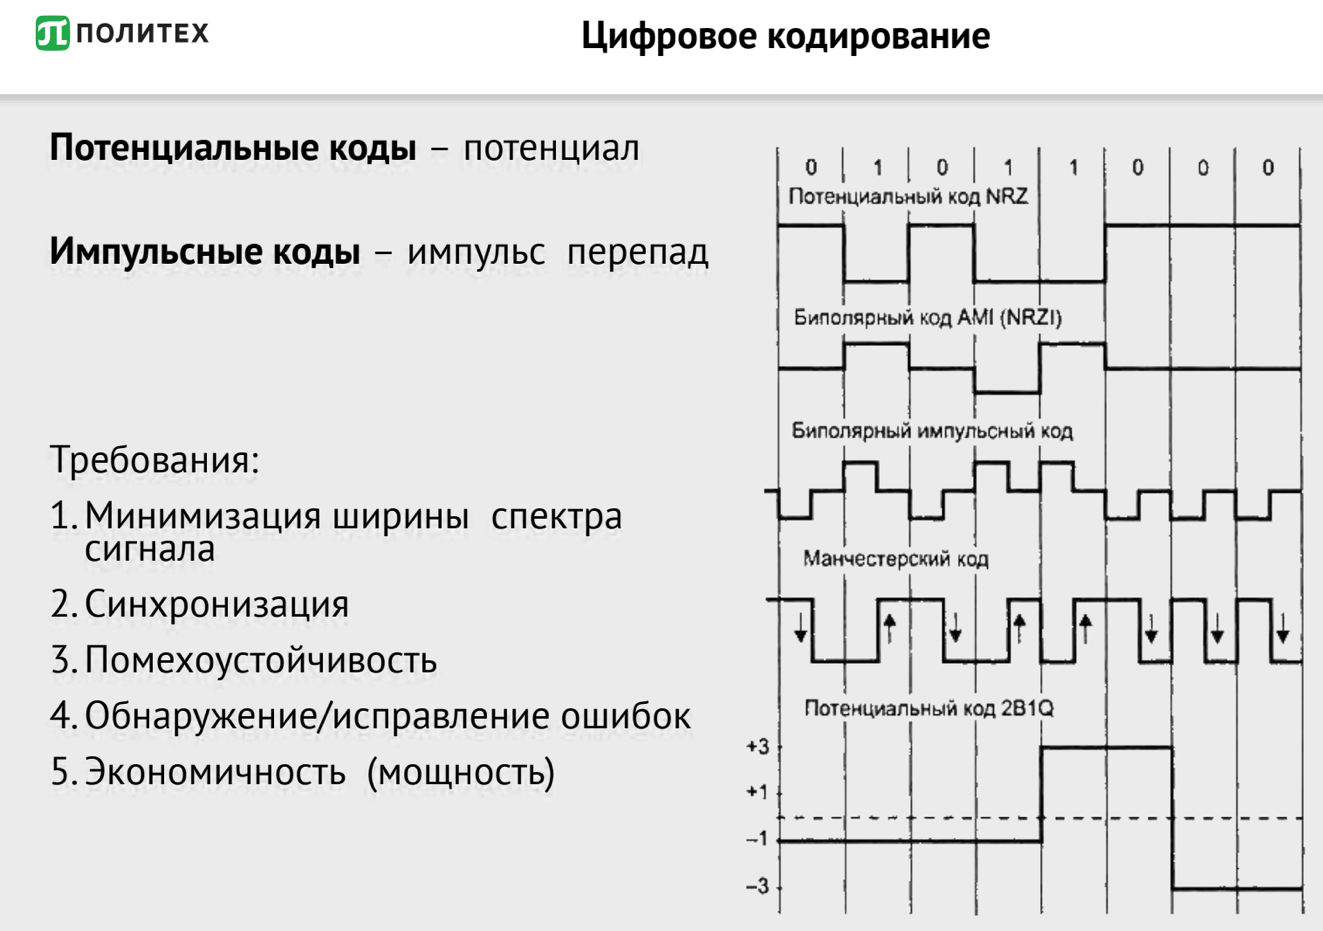 ПОЛИТЕХ
Цифровое кодирование
Потенциальные коды – потенциал
Импульсные коды – импульс перепад
Требования:
1. Минимизация ширины спектра
сигнала
2. Синхронизация
3. Помехоустойчивость
4. Обнаружение/исправление ошибок
5. Экономичность (мощность)
0 1 0 1 1 0 0 0
Потенциальный код NRZ
Биполярный код AMI (NRZI)
Биполярный импульсный код
Манчестерский код
Потенциальный код 2B1Q
+3
+1
–1
–3